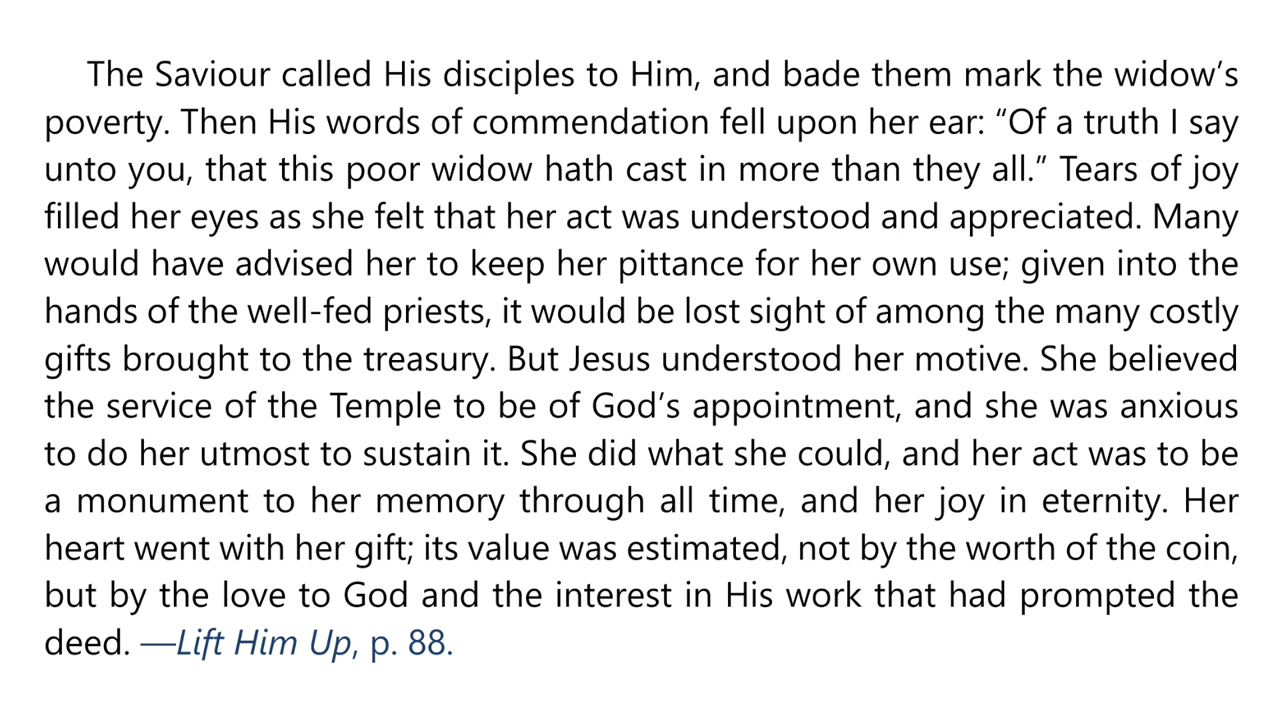 The Saviour called His disciples to Him, and bade them mark the widow’s
poverty. Then His words of commendation fell upon her ear: “Of a truth I say
unto you, that this poor widow hath cast in more than they all.” Tears of joy
filled her eyes as she felt that her act was understood and appreciated. Many
would have advised her to keep her pittance for her own use; given into the
hands of the well-fed priests, it would be lost sight of among the many costly
gifts brought to the treasury. But Jesus understood her motive. She believed
the service of the Temple to be of God’s appointment, and she was anxious
to do her utmost to sustain it. She did what she could, and her act was to be
a monument to her memory through all time, and her joy in eternity. Her
heart went with her gift; its value was estimated, not by the worth of the coin,
but by the love to God and the interest in His work that had prompted the
deed. —Lift Him Up, p. 88.